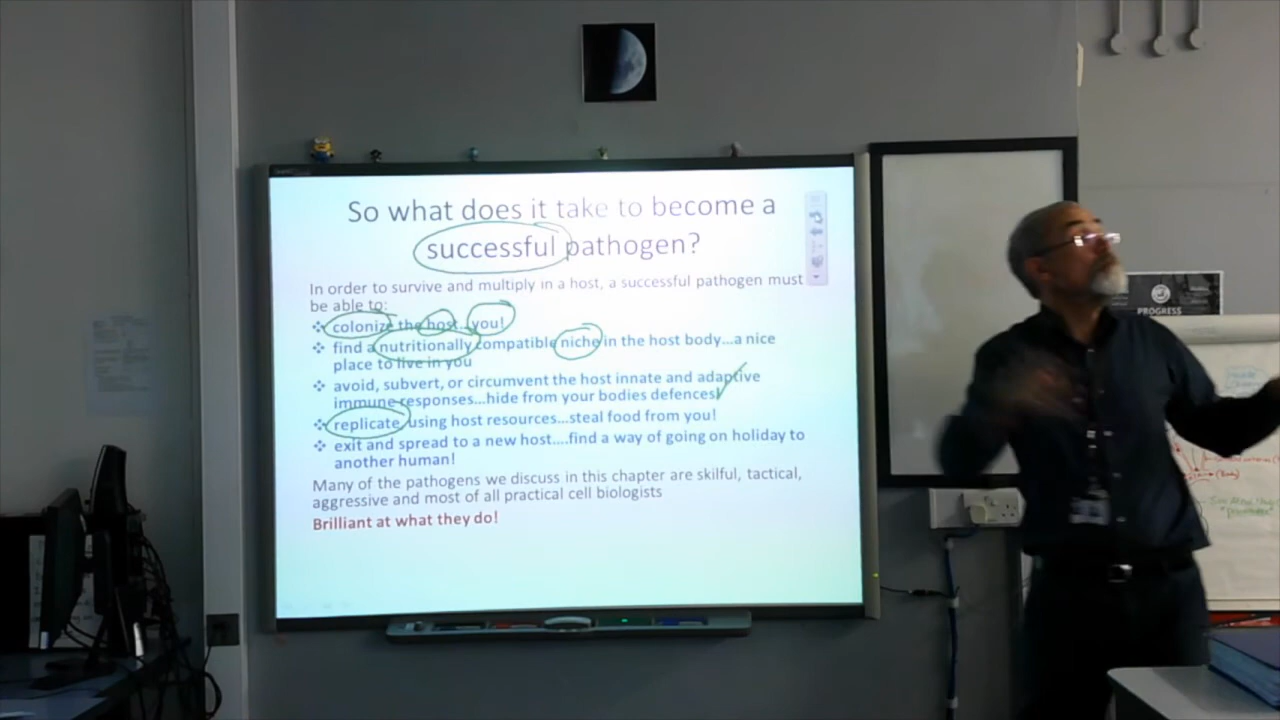 So what does it take to become a
successful pathogen?
In order to survive and multiply in a host, a successful pathogen must
be able to:
❖ colonize the host...you!
❖ find a nutritionally compatible niche in the host body...a nice
place to live in you
❖ avoid, subvert, or circumvent the host innate and adaptive
immune responses...hide from your bodies defences
❖ replicate, using host resources...steal food from you!
❖ exit and spread to a new host....find a way of going on holiday to
another human!
Many of the pathogens we discuss in this chapter are skilful, tactical,
aggressive and most of all practical cell biologists
Brilliant at what they do!
PROGRESS